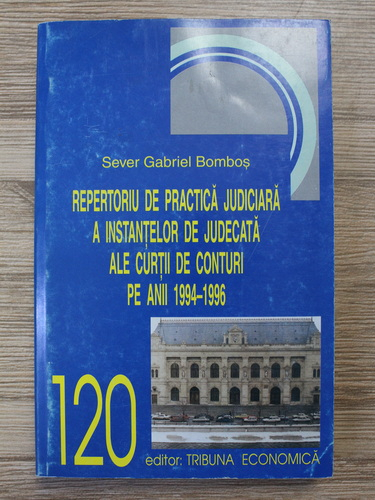 Sever Gabriel Bomboș
REPERTORIU DE PRACTICĂ JUDICIARĂ
A INSTANȚELOR DE JUDECATĂ
ALE CURȚII DE CONTURI
PE ANII 1994-1996
120
editor: TRIBUNA ECONOMICĂ